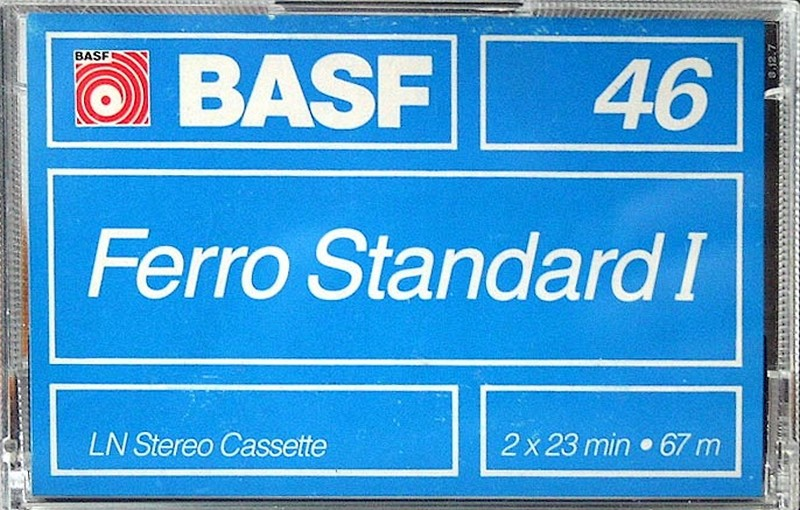 BASF
BASF
46
Ferro Standard I
LN Stereo Cassette
2 x 23 min • 67 m